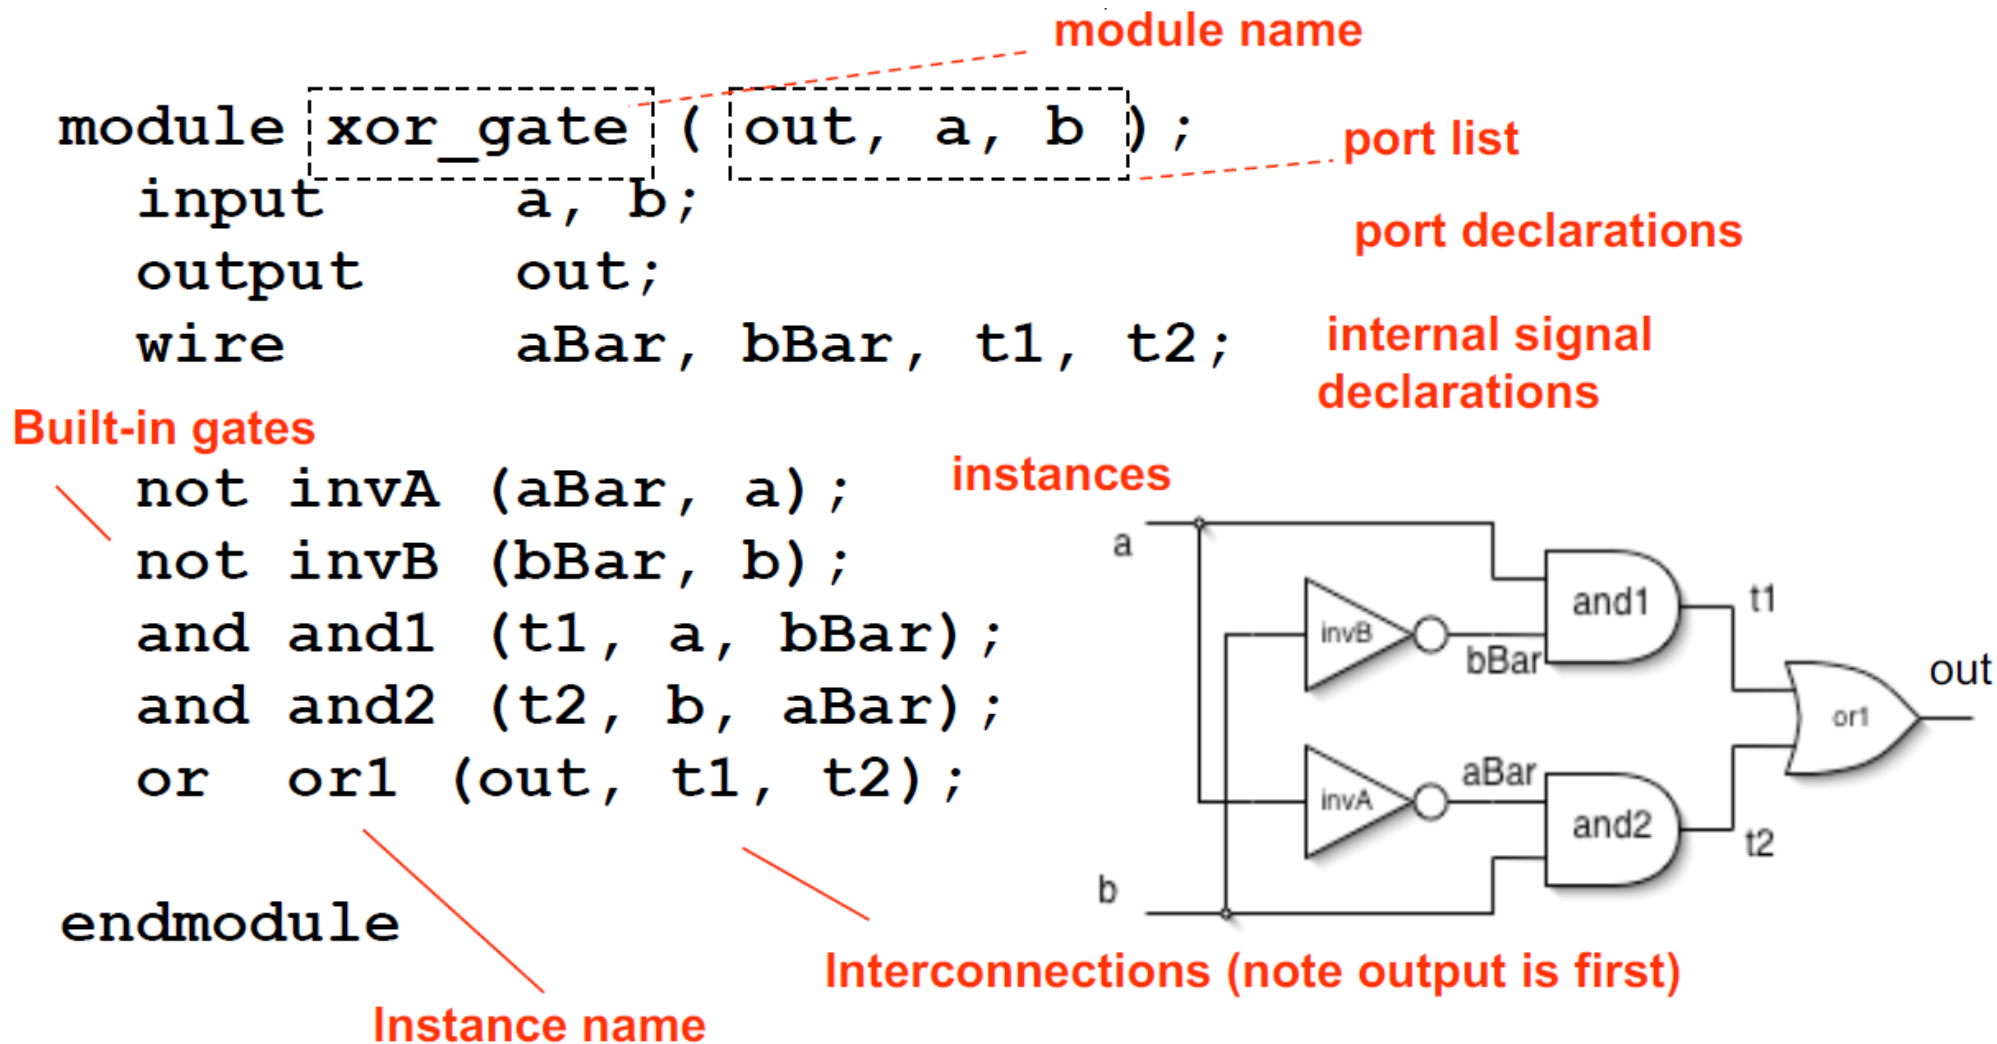 module name
module xor_gate ( out, a, b );
port list
input a, b;
port declarations
output out;
wire aBar, bBar, t1, t2;
internal signal
declarations
Built-in gates
not invA (aBar, a);
instances
not invB (bBar, b);
and and1 (t1, a, bBar);
and and2 (t2, b, aBar);
or or1 (out, t1, t2);
endmodule
a
invB
bBar
and1
t1
out
or1
invA
aBar
and2
t2
b
Interconnections (note output is first)
Instance name